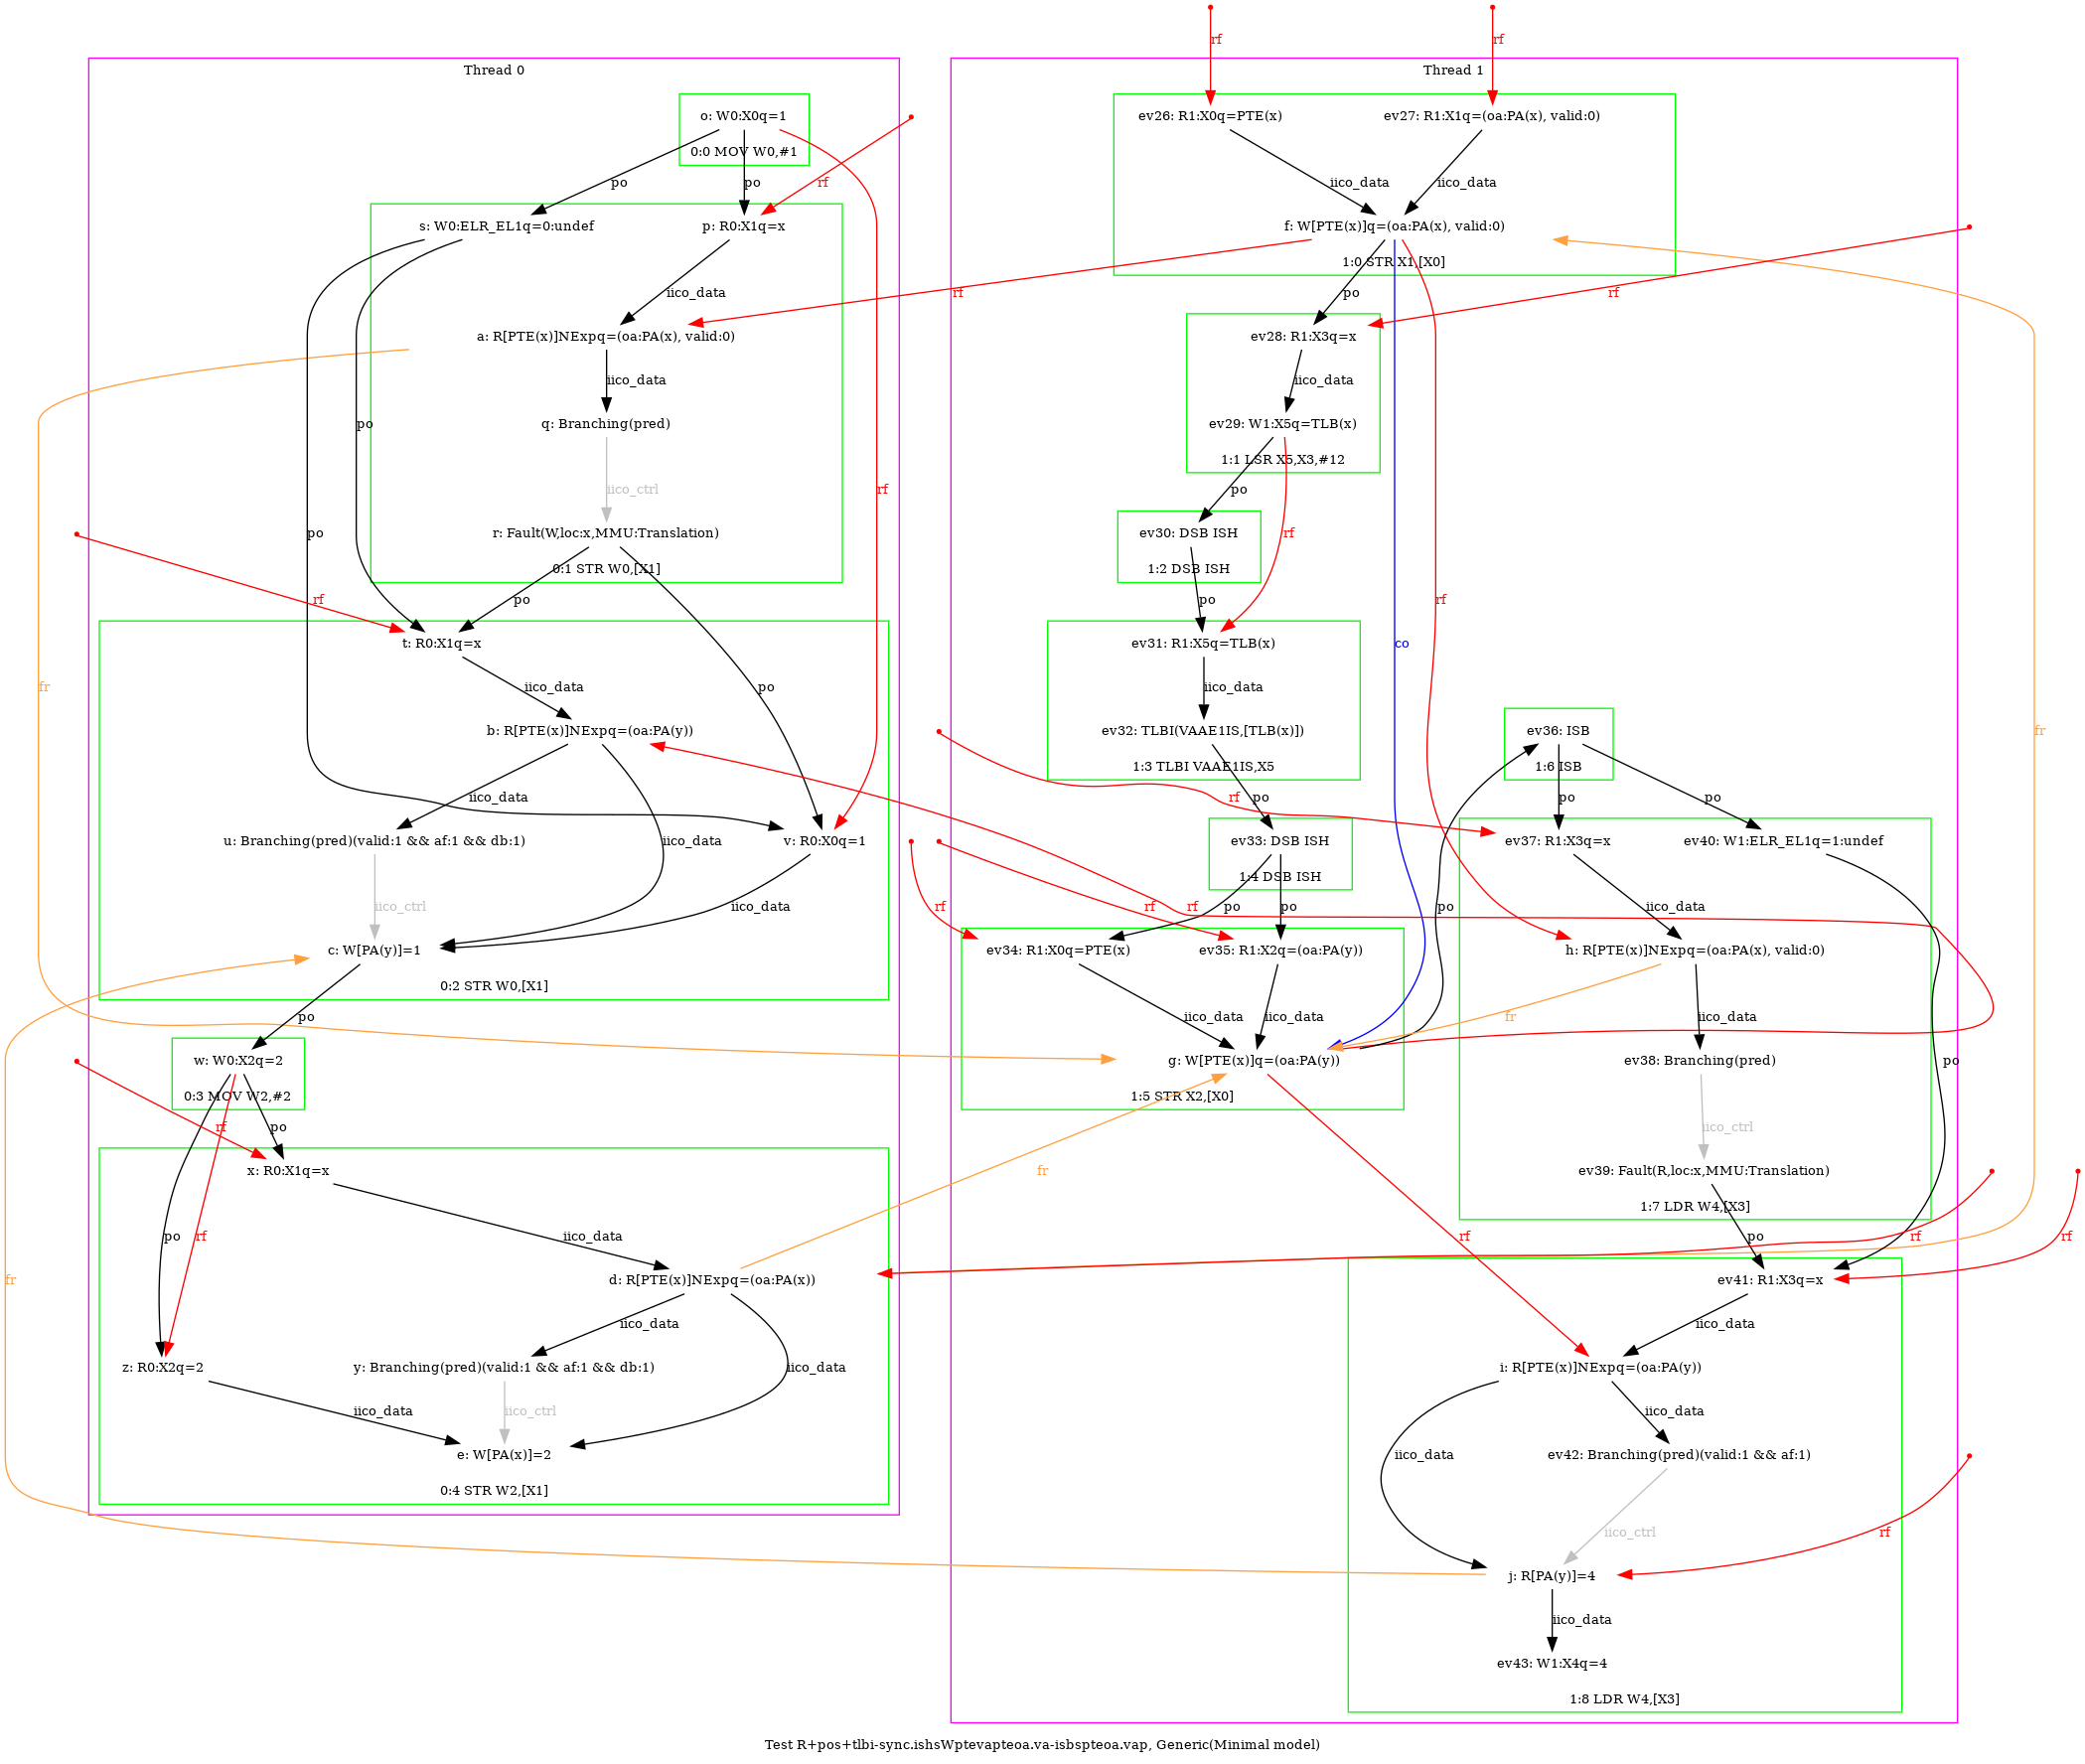 rf
rf
Thread 0
Thread 1
o: W0:X0q=1
0:0 MOV W0,#1
ev26: R1:X0q=PTE(x)
ev27: R1:X1q=(oa:PA(x), valid:0)
po
po
rf
iico_data
iico_data
s: W0:ELR_EL1q=0:undef
p: R0:X1q=x
f: W[PTE(x)]q=(oa:PA(x), valid:0)
1:0 STR X1,[X0]
iico_data
rf
po
rf
a: R[PTE(x)]NExpq=(oa:PA(x), valid:0)
ev28: R1:X3q=x
iico_data
iico_data
po
q: Branching(pred)
ev29: W1:X5q=TLB(x)
1:1 LSR X5,X3,#12
iico_ctrl
rf
po
po
r: Fault(W,loc:x,MMU:Translation)
0:1 STR W0,[X1]
ev30: DSB ISH
1:2 DSB ISH
rf
rf
po
po
rf
t: R0:X1q=x
ev31: R1:X5q=TLB(x)
co
fr
iico_data
po
iico_data
b: R[PTE(x)]NExpq=(oa:PA(y))
ev32: TLBI(VAAE1IS,[TLB(x)])
1:3 TLBI VAAE1IS,X5
ev36: ISB
1:6 ISB
fr
iico_data
rf
po
po
po
u: Branching(pred)(valid:1 && af:1 && db:1)
iico_data
v: R0:X0q=1
ev33: DSB ISH
1:4 DSB ISH
ev37: R1:X3q=x
ev40: W1:ELR_EL1q=1:undef
iico_ctrl
iico_data
rf
rf
rf
po
po
iico_data
c: W[PA(y)]=1
0:2 STR W0,[X1]
ev34: R1:X0q=PTE(x)
ev35: R1:X2q=(oa:PA(y))
h: R[PTE(x)]NExpq=(oa:PA(x), valid:0)
po
iico_data
iico_data
po
fr
iico_data
w: W0:X2q=2
0:3 MOV W2,#2
g: W[PTE(x)]q=(oa:PA(y))
1:5 STR X2,[X0]
ev38: Branching(pred)
po
rf
po
iico_ctrl
x: R0:X1q=x
fr
ev39: Fault(R,loc:x,MMU:Translation)
1:7 LDR W4,[X3]
po
rf
iico_data
rf
po
rf
rf
fr
d: R[PTE(x)]NExpq=(oa:PA(x))
ev41: R1:X3q=x
iico_data
iico_data
z: R0:X2q=2
y: Branching(pred)(valid:1 && af:1 && db:1)
iico_data
i: R[PTE(x)]NExpq=(oa:PA(y))
iico_data
iico_ctrl
iico_data
e: W[PA(x)]=2
0:4 STR W2,[X1]
iico_data
ev42: Branching(pred)(valid:1 && af:1)
iico_ctrl
rf
j: R[PA(y)]=4
iico_data
ev43: W1:X4q=4
1:8 LDR W4,[X3]
Test R+pos+tlbi-sync.ishsWptevapteoa.va-isbspteoa.vap, Generic(Minimal model)